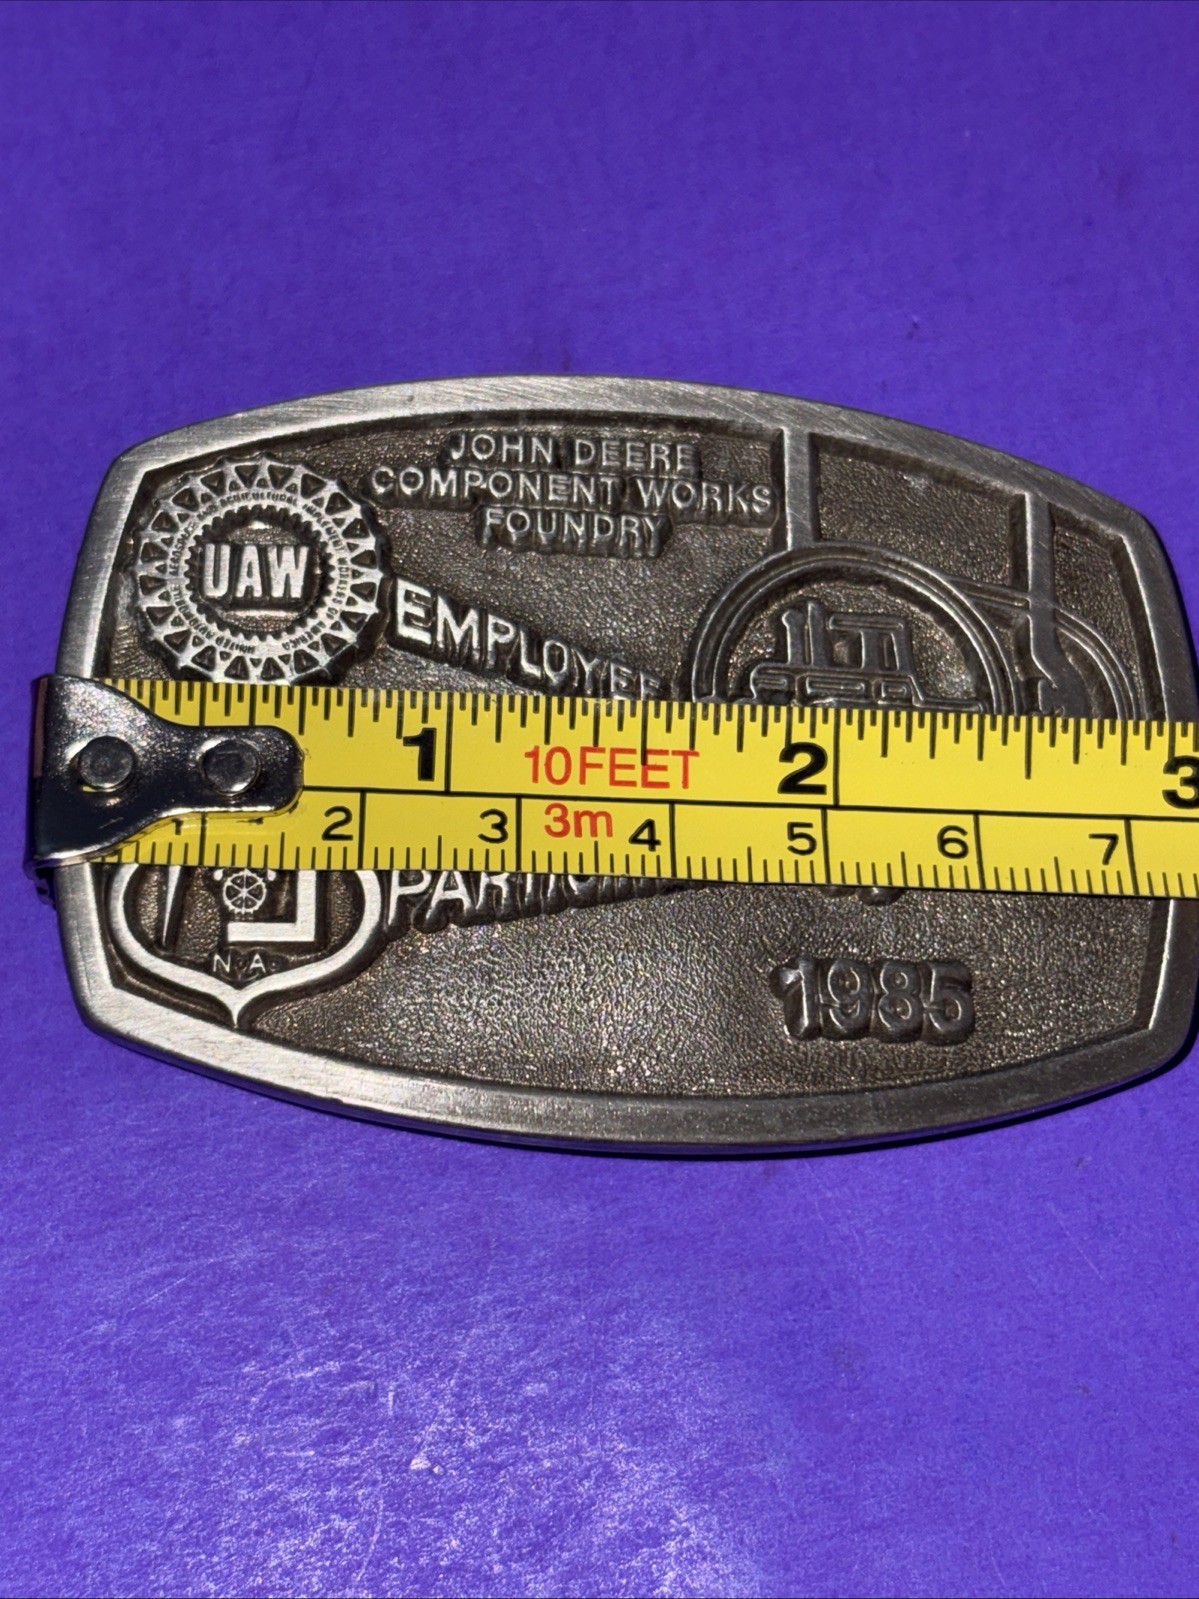 JOHN DEERE
COMPONENT WORKS
FOUNDRY
UAW
EMPLOYEE
1 10FEET 2 3
1 2 3 3m 4 5 6 7
N.A.
1985